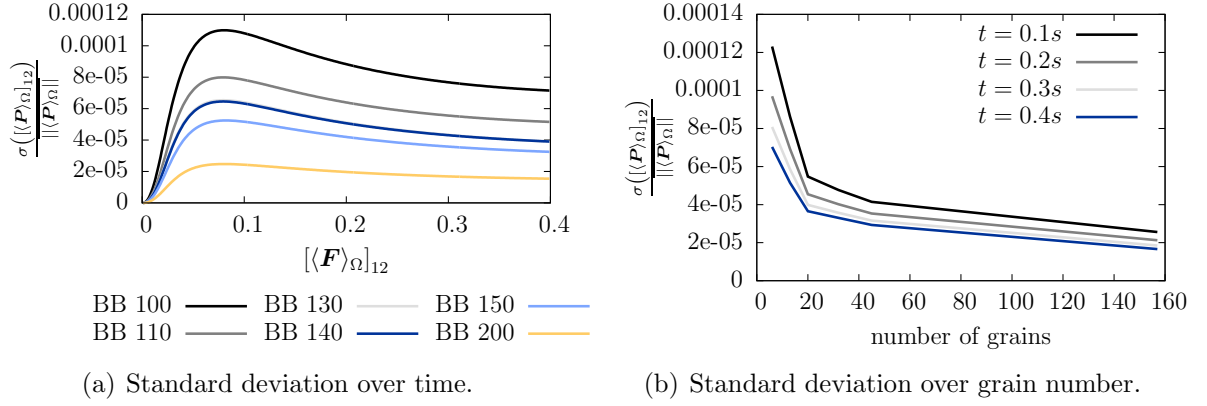 σ([⟨P⟩Ω]12) / ||⟨P⟩Ω||
0.00012
0.0001
8e-05
6e-05
4e-05
2e-05
0
0 0.1 0.2 0.3 0.4
[⟨F⟩Ω]12
BB 100 BB 130 BB 150
BB 110 BB 140 BB 200
(a) Standard deviation over time.
σ([⟨P⟩Ω]12) / ||⟨P⟩Ω||
0.00014
0.00012
0.0001
8e-05
6e-05
4e-05
2e-05
0
t = 0.1s
t = 0.2s
t = 0.3s
t = 0.4s
0 20 40 60 80 100 120 140 160
number of grains
(b) Standard deviation over grain number.